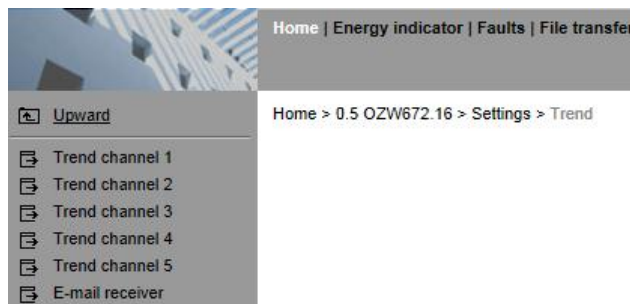 Home | Energy indicator | Faults | File transfer
Upward
Home > 0.5 OZW672.16 > Settings > Trend
Trend channel 1
Trend channel 2
Trend channel 3
Trend channel 4
Trend channel 5
E-mail receiver